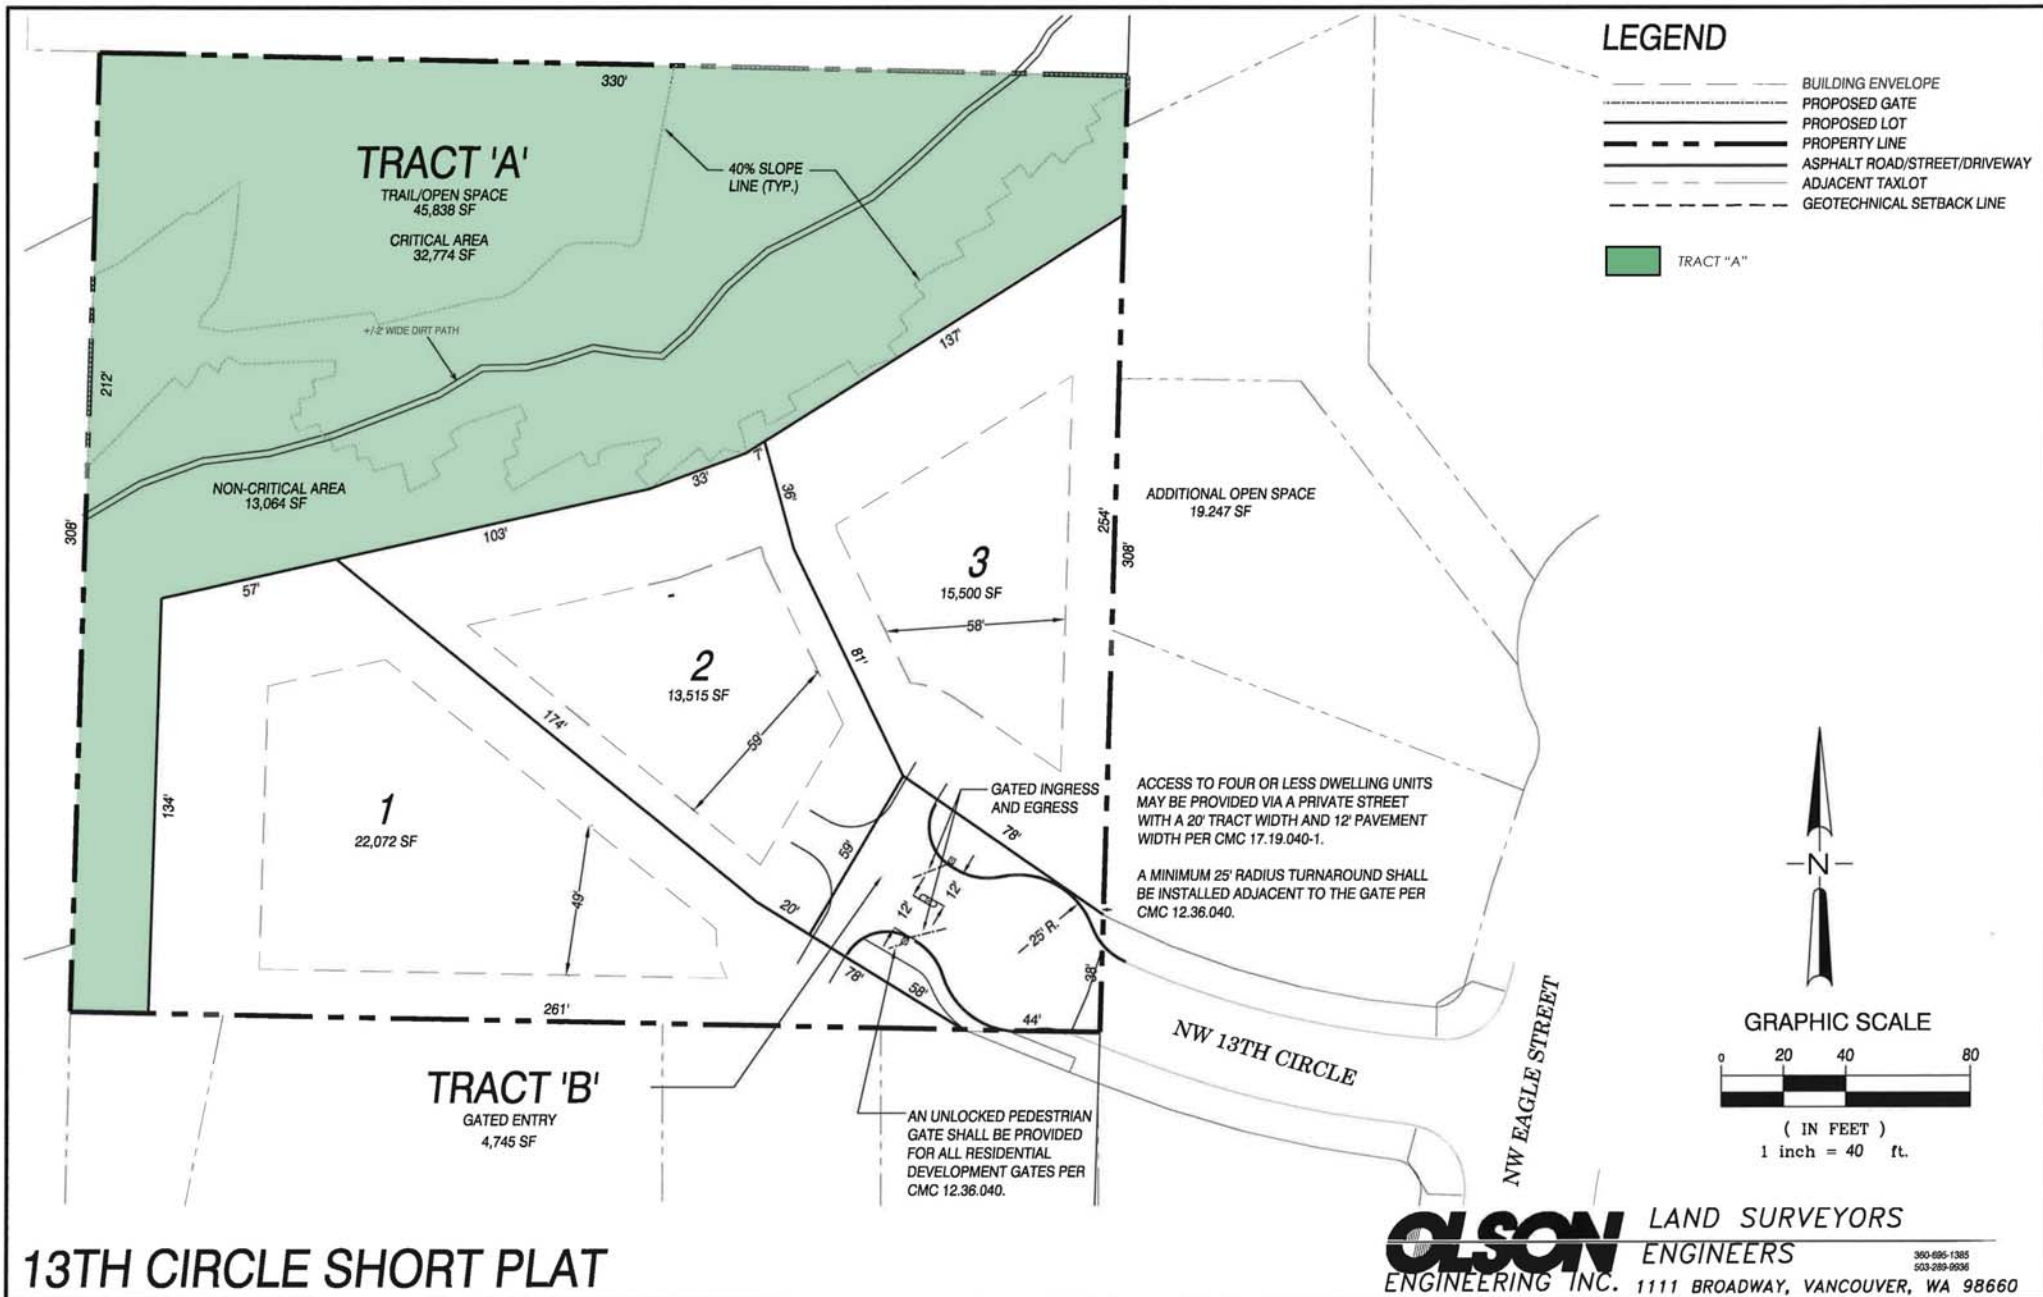 LEGEND
BUILDING ENVELOPE
PROPOSED GATE
PROPOSED LOT
PROPERTY LINE
ASPHALT ROAD/STREET/DRIVEWAY
ADJACENT TAXLOT
GEOTECHNICAL SETBACK LINE
TRACT "A"
330'
TRACT 'A'
TRAIL/OPEN SPACE
45,838 SF
CRITICAL AREA
32,774 SF
40% SLOPE
LINE (TYP.)
+/-2' WIDE DIRT PATH
212'
137'
NON-CRITICAL AREA
13,064 SF
308'
7'
33'
36'
103'
57'
ADDITIONAL OPEN SPACE
19.247 SF
254'
308'
3
15,500 SF
58'
2
13,515 SF
81'
59'
174'
1
22,072 SF
134'
49'
GATED INGRESS
AND EGRESS
78'
59'
12'
12'
20'
25' R.
38'
78'
58'
44'
261'
ACCESS TO FOUR OR LESS DWELLING UNITS
MAY BE PROVIDED VIA A PRIVATE STREET
WITH A 20' TRACT WIDTH AND 12' PAVEMENT
WIDTH PER CMC 17.19.040-1.
A MINIMUM 25' RADIUS TURNAROUND SHALL
BE INSTALLED ADJACENT TO THE GATE PER
CMC 12.36.040.
NW 13TH CIRCLE
NW EAGLE STREET
TRACT 'B'
GATED ENTRY
4,745 SF
AN UNLOCKED PEDESTRIAN
GATE SHALL BE PROVIDED
FOR ALL RESIDENTIAL
DEVELOPMENT GATES PER
CMC 12.36.040.
N
GRAPHIC SCALE
0 20 40 80
( IN FEET )
1 inch = 40 ft.
13TH CIRCLE SHORT PLAT
OLSON
ENGINEERING INC.
LAND SURVEYORS
ENGINEERS
360-695-1385
503-289-9936
1111 BROADWAY, VANCOUVER, WA 98660